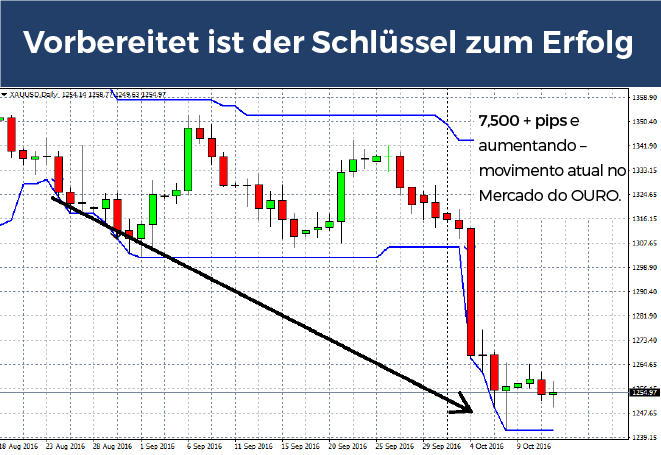 Vorbereitet ist der Schlüssel zum Erfolg
XAUUSD,Daily 1254.14 1258.77 1249.63 1254.97
7,500 + pips e
aumentando –
movimento atual no
Mercado do OURO.
1358.90
1350.40
1341.90
1333.15
1324.65
1316.15
1307.65
1298.90
1290.40
1281.90
1273.40
1264.90
1254.97
1247.65
1239.15
18 Aug 2016 23 Aug 2016 28 Aug 2016 1 Sep 2016 6 Sep 2016 11 Sep 2016 15 Sep 2016 20 Sep 2016 25 Sep 2016 29 Sep 2016 4 Oct 2016 9 Oct 2016